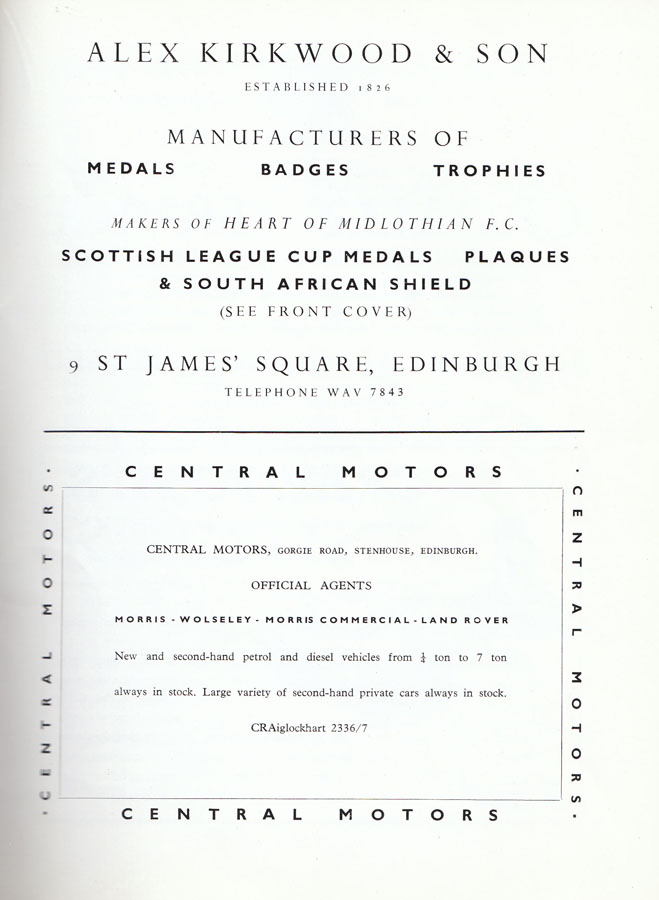 ALEX KIRKWOOD & SON
ESTABLISHED 1826
MANUFACTURERS OF
MEDALS BADGES TROPHIES
MAKERS OF HEART OF MIDLOTHIAN F.C.
SCOTTISH LEAGUE CUP MEDALS PLAQUES
& SOUTH AFRICAN SHIELD
(SEE FRONT COVER)
9 ST JAMES' SQUARE, EDINBURGH
TELEPHONE WAV 7843
CENTRAL MOTORS
· CENTRAL MOTORS ·
· CENTRAL MOTORS ·
CENTRAL MOTORS, GORGIE ROAD, STENHOUSE, EDINBURGH.
OFFICIAL AGENTS
MORRIS - WOLSELEY - MORRIS COMMERCIAL - LAND ROVER
New and second-hand petrol and diesel vehicles from ¼ ton to 7 ton
always in stock. Large variety of second-hand private cars always in stock.
CRAiglockhart 2336/7
CENTRAL MOTORS